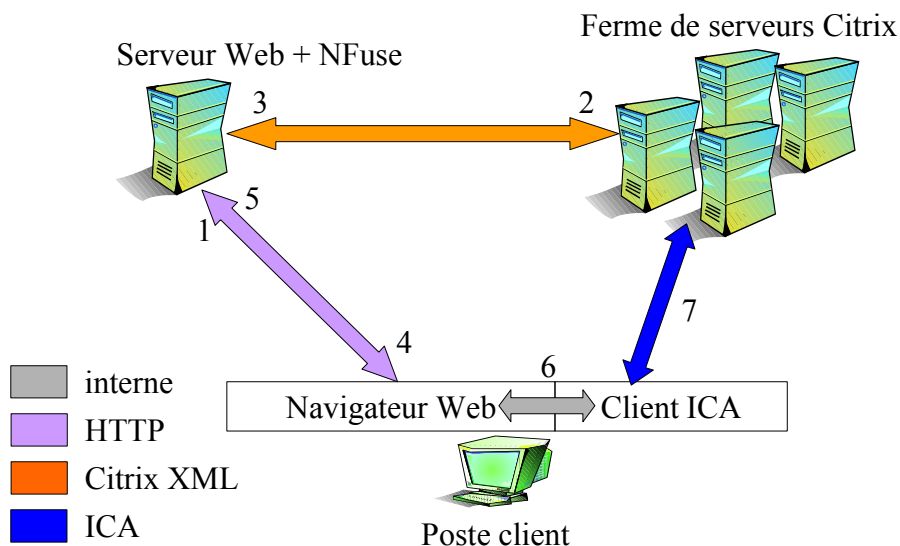 Ferme de serveurs Citrix
Serveur Web + NFuse
3
2
5
1
7
4
6
interne
HTTP
Citrix XML
ICA
Navigateur Web
Client ICA
Poste client